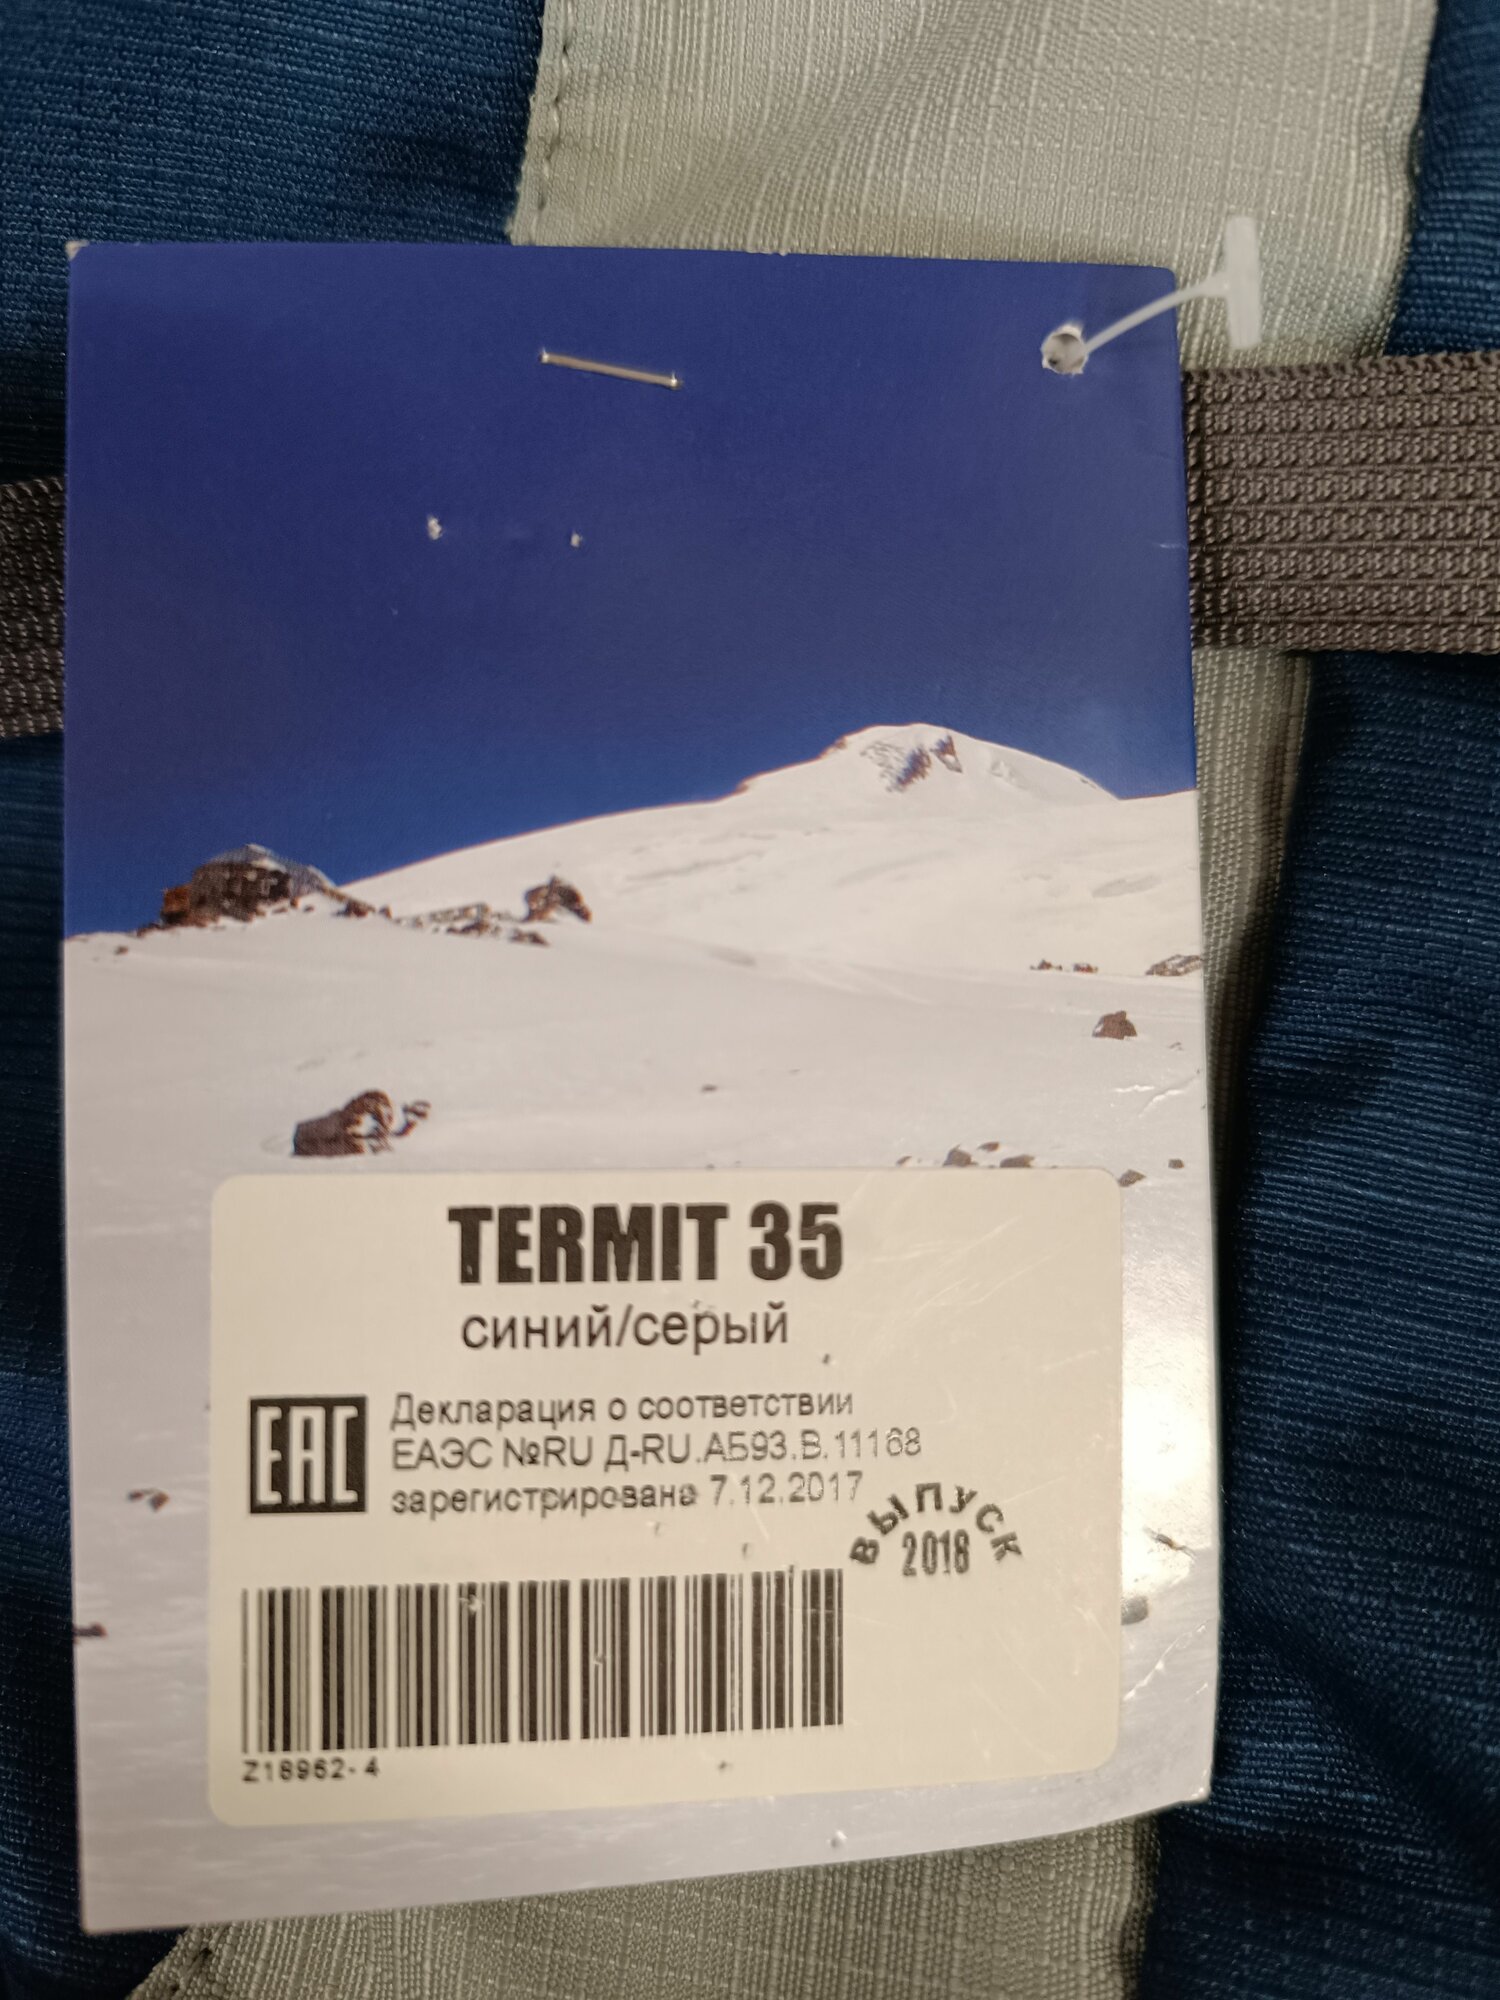 TERMIT 35
синий/серый
EAC
Декларация о соответствии
ЕАЭС №RU Д-RU.АБ93.В.11168
зарегистрирована 7.12.2017
ВЫПУСК
2018
Z18962-4